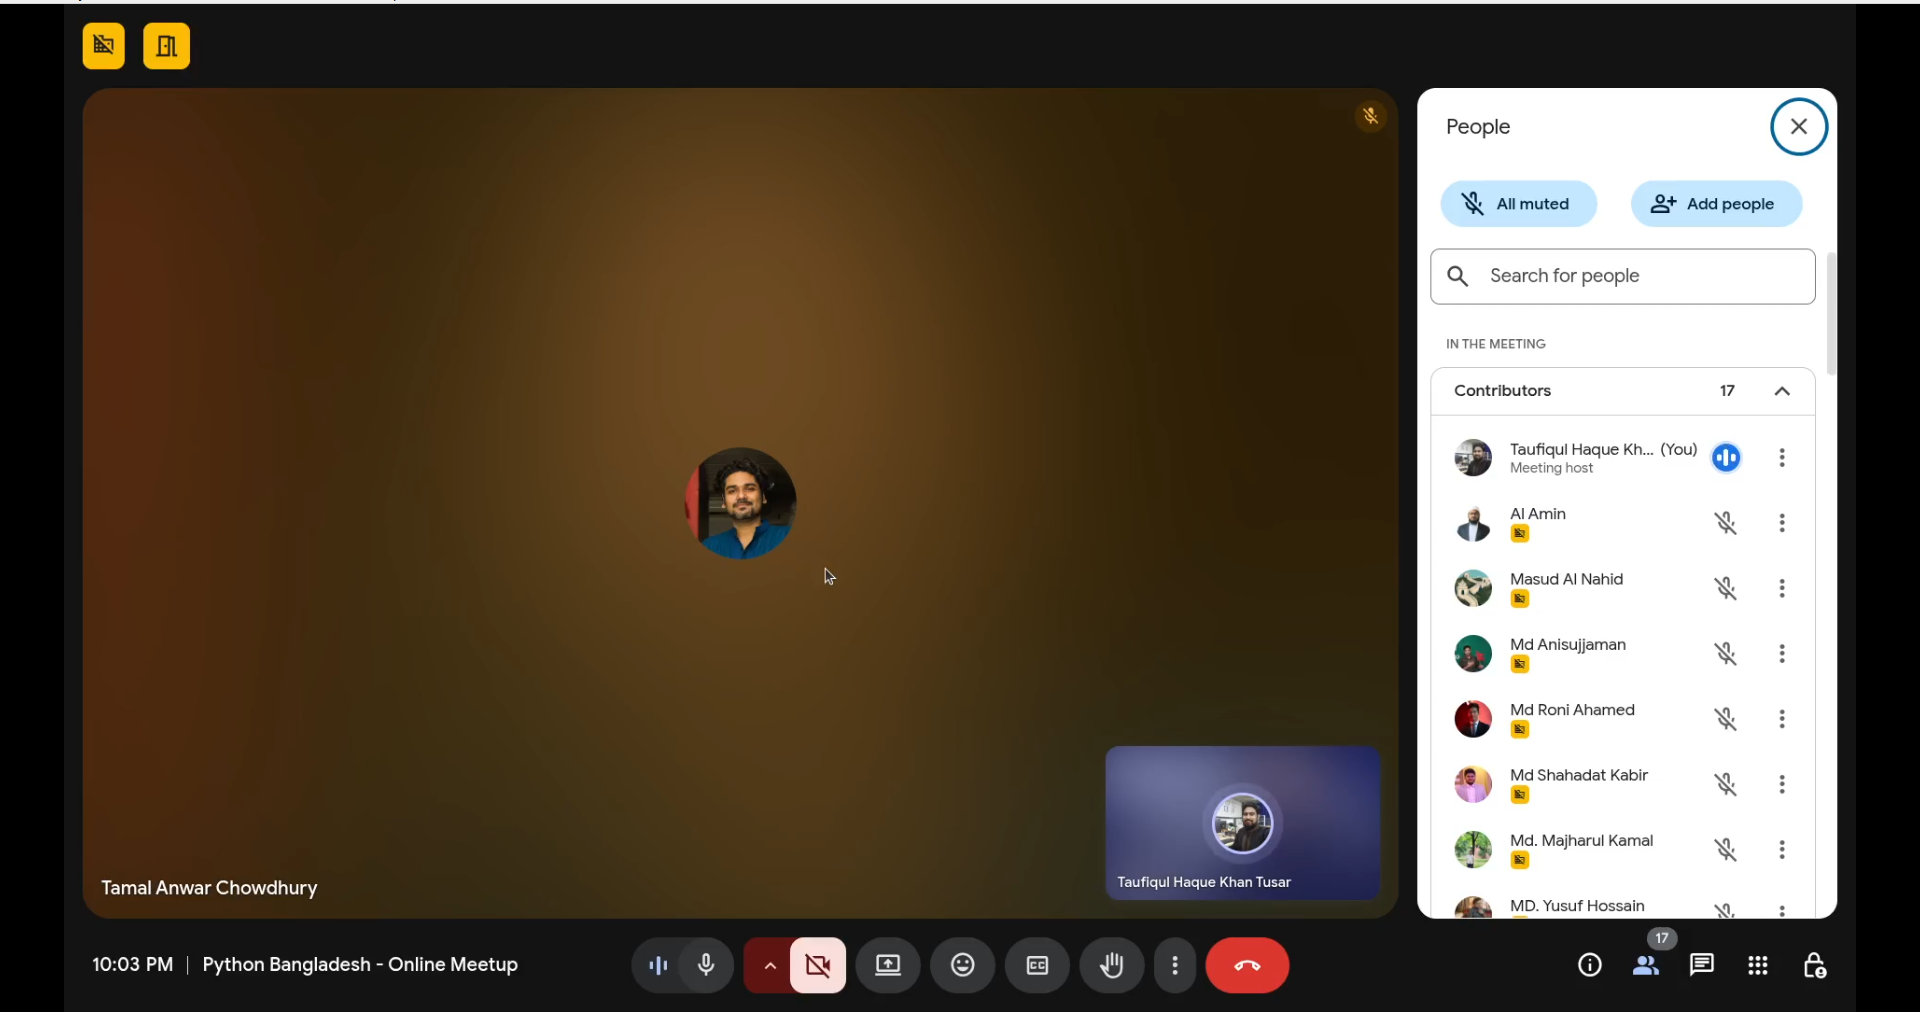 People
All muted
Add people
Search for people
IN THE MEETING
Contributors 17
Taufiqul Haque Kh... (You)
Meeting host
Al Amin
Masud Al Nahid
Md Anisujjaman
Md Roni Ahamed
Md Shahadat Kabir
Md. Majharul Kamal
MD. Yusuf Hossain
Taufiqul Haque Khan Tusar
Tamal Anwar Chowdhury
10:03 PM | Python Bangladesh - Online Meetup
17